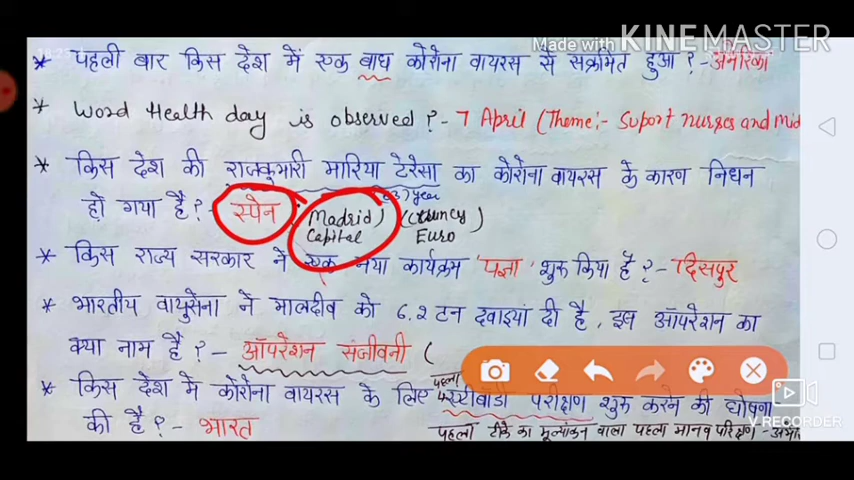 Made with KINEMASTER
* पहली बार किस देश में एक बाघ कोरोना वायरस से संक्रमित हुआ ? - अमेरिका
* Word Health day is observed ? - 7 April (Theme:- Suport nurses and mid
* किस देश की राजकुमारी मारिया टेरेसा का कोरोना वायरस के कारण निधन
year
हो गया है ? - स्पेन Madrid) Capital Euro
* किस राज्य सरकार ने एक नया कार्यक्रम 'प्रज्ञा' शुरू किया है ? - दिसपुर
* भारतीय वायुसेना ने मालदीव को 6.2 टन दवाइयां दी है, इस ऑपरेशन का
क्या नाम है ? - ऑपरेशन संजीवनी (
पहला
* किस देश में कोरोना वायरस के लिए एंटीबॉडी परीक्षण शुरू करने की घोषणा
की है ? - भारत
पहला टीके का मूल्यांकन वाला पहला मानव परिक्षण -
V RECORDER